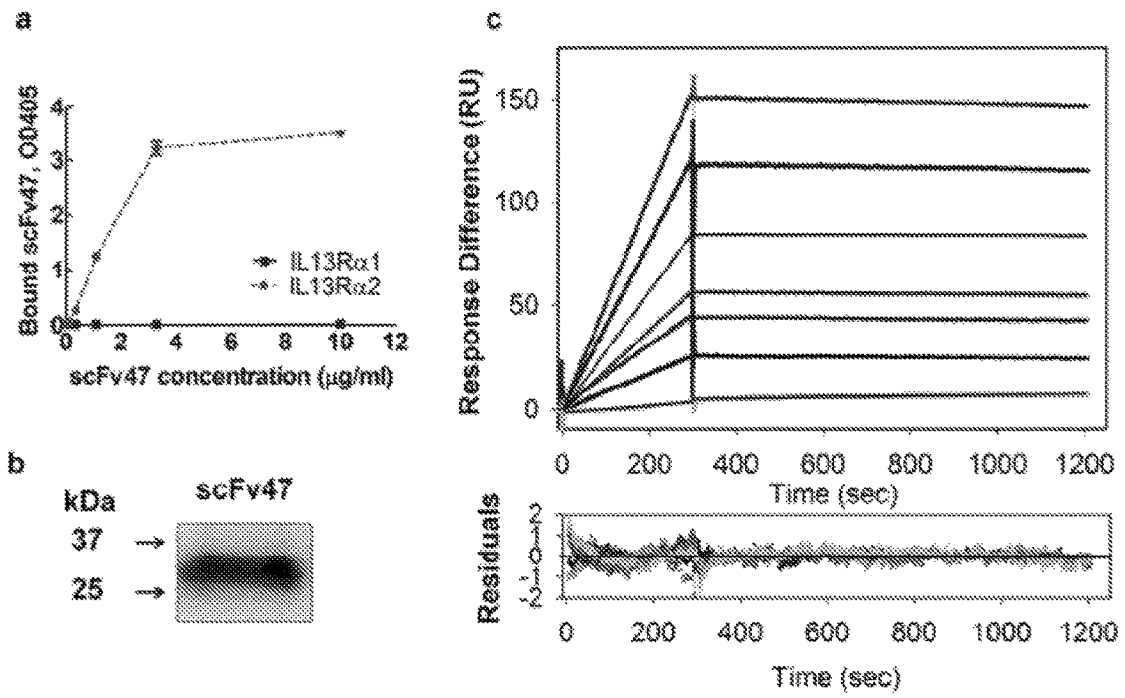 a
Bound scFv47, OD405
4
3
2
1
0
0 2 4 6 8 10 12
scFv47 concentration (μg/ml)
IL13Rα1
IL13Rα2
b
kDa
scFv47
37 →
25 →
c
Response Difference (RU)
150
100
50
0
0 200 400 600 800 1000 1200
Time (sec)
Residuals
2
1
0
-1
-2
0 200 400 600 800 1000 1200
Time (sec)